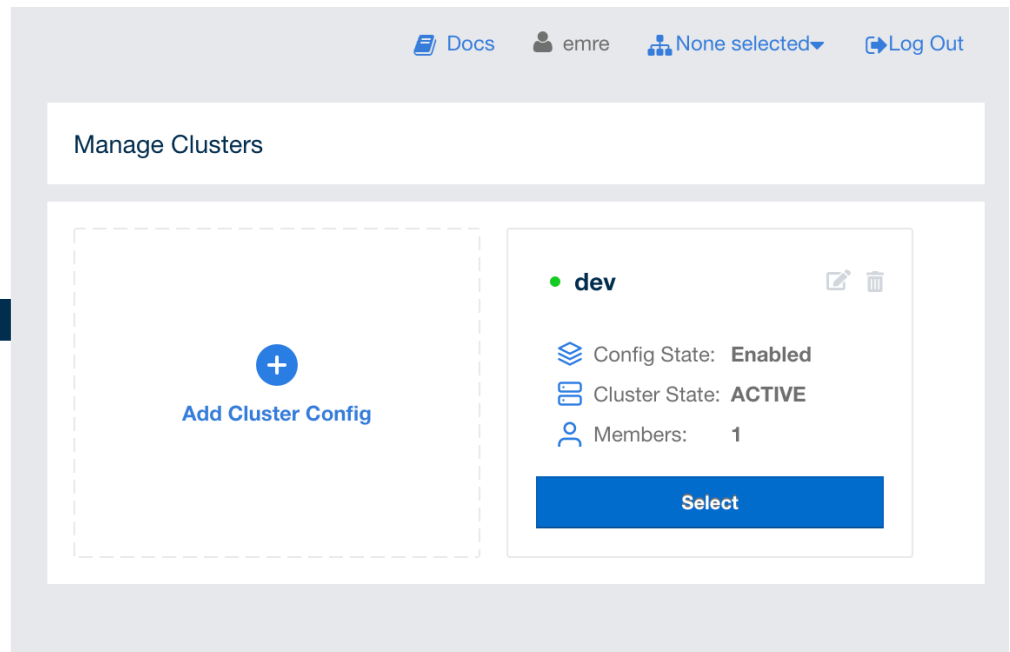 Docs emre None selected Log Out
Manage Clusters
Add Cluster Config
dev
Config State: Enabled
Cluster State: ACTIVE
Members: 1
Select